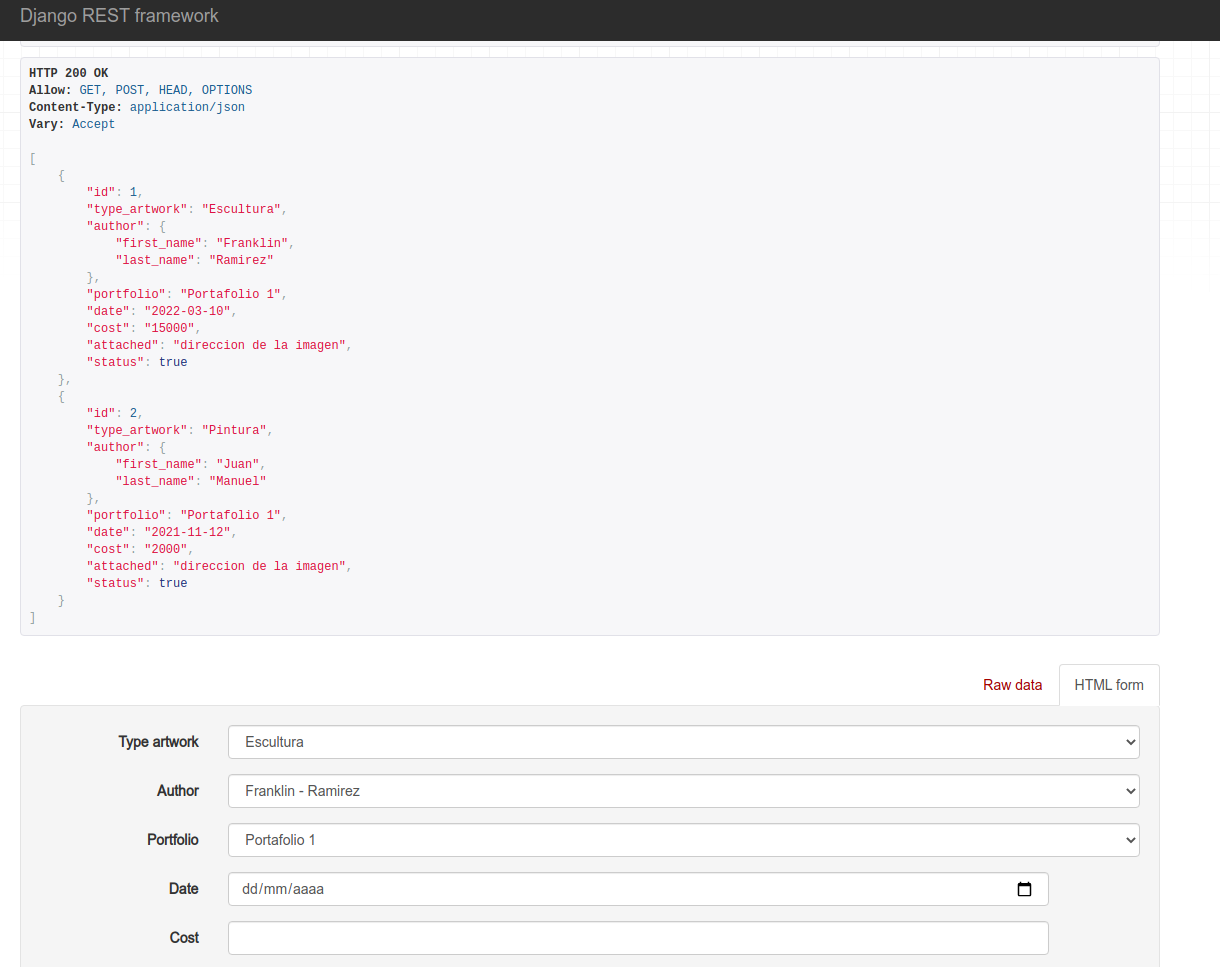 Django REST framework
HTTP 200 OK
Allow: GET, POST, HEAD, OPTIONS
Content-Type: application/json
Vary: Accept
[
    {
        "id": 1,
        "type_artwork": "Escultura",
        "author": {
            "first_name": "Franklin",
            "last_name": "Ramirez"
        },
        "portfolio": "Portafolio 1",
        "date": "2022-03-10",
        "cost": "15000",
        "attached": "direccion de la imagen",
        "status": true
    },
    {
        "id": 2,
        "type_artwork": "Pintura",
        "author": {
            "first_name": "Juan",
            "last_name": "Manuel"
        },
        "portfolio": "Portafolio 1",
        "date": "2021-11-12",
        "cost": "2000",
        "attached": "direccion de la imagen",
        "status": true
    }
]
Raw data HTML form
Type artwork Escultura
Author Franklin - Ramirez
Portfolio Portafolio 1
Date dd/mm/aaaa
Cost